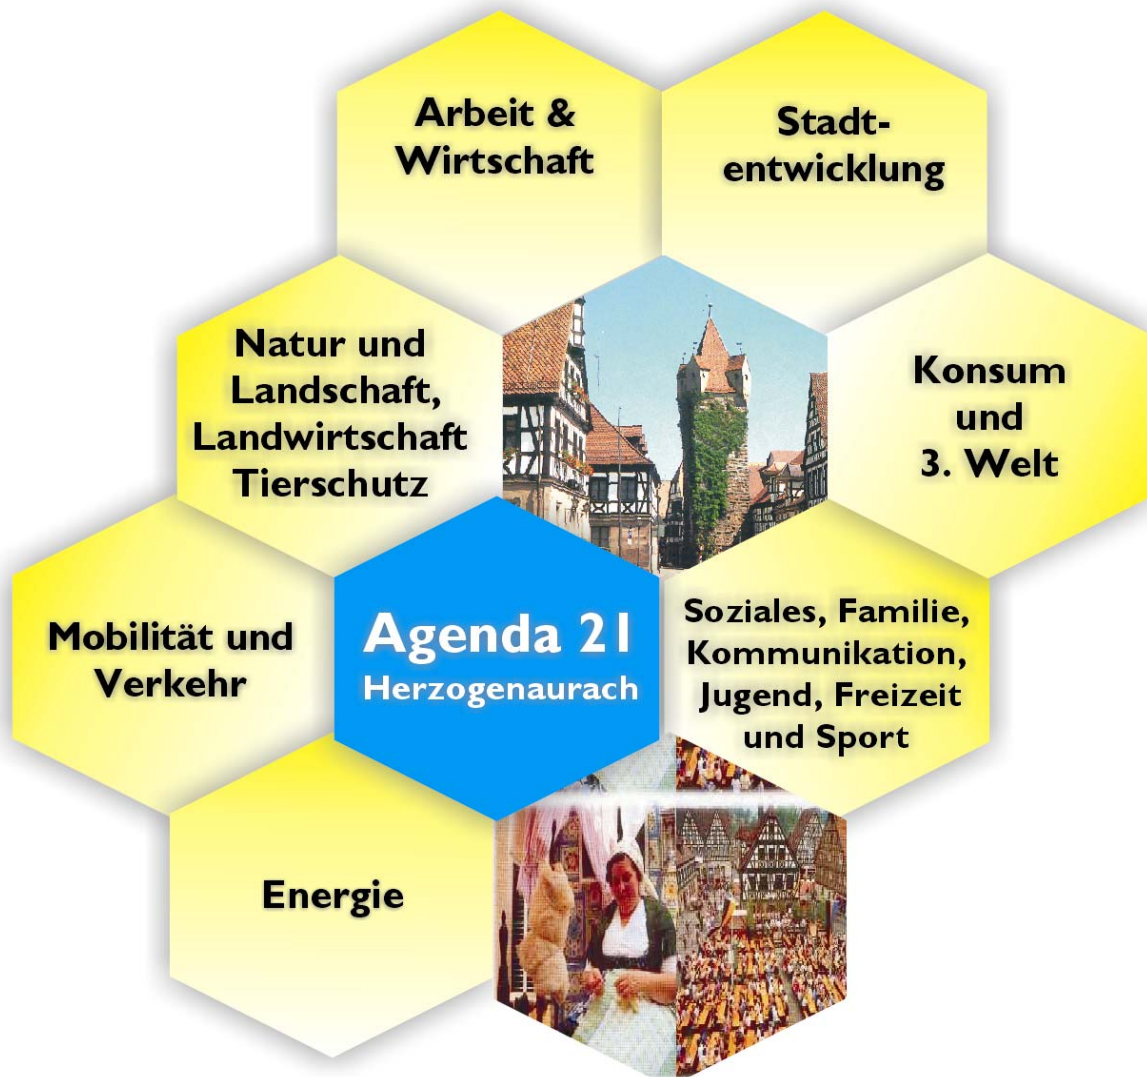 Arbeit &
Wirtschaft
Stadt-
entwicklung
Natur und
Landschaft,
Landwirtschaft
Tierschutz
Konsum
und
3. Welt
Mobilität und
Verkehr
Agenda 21
Herzogenaurach
Soziales, Familie,
Kommunikation,
Jugend, Freizeit
und Sport
Energie